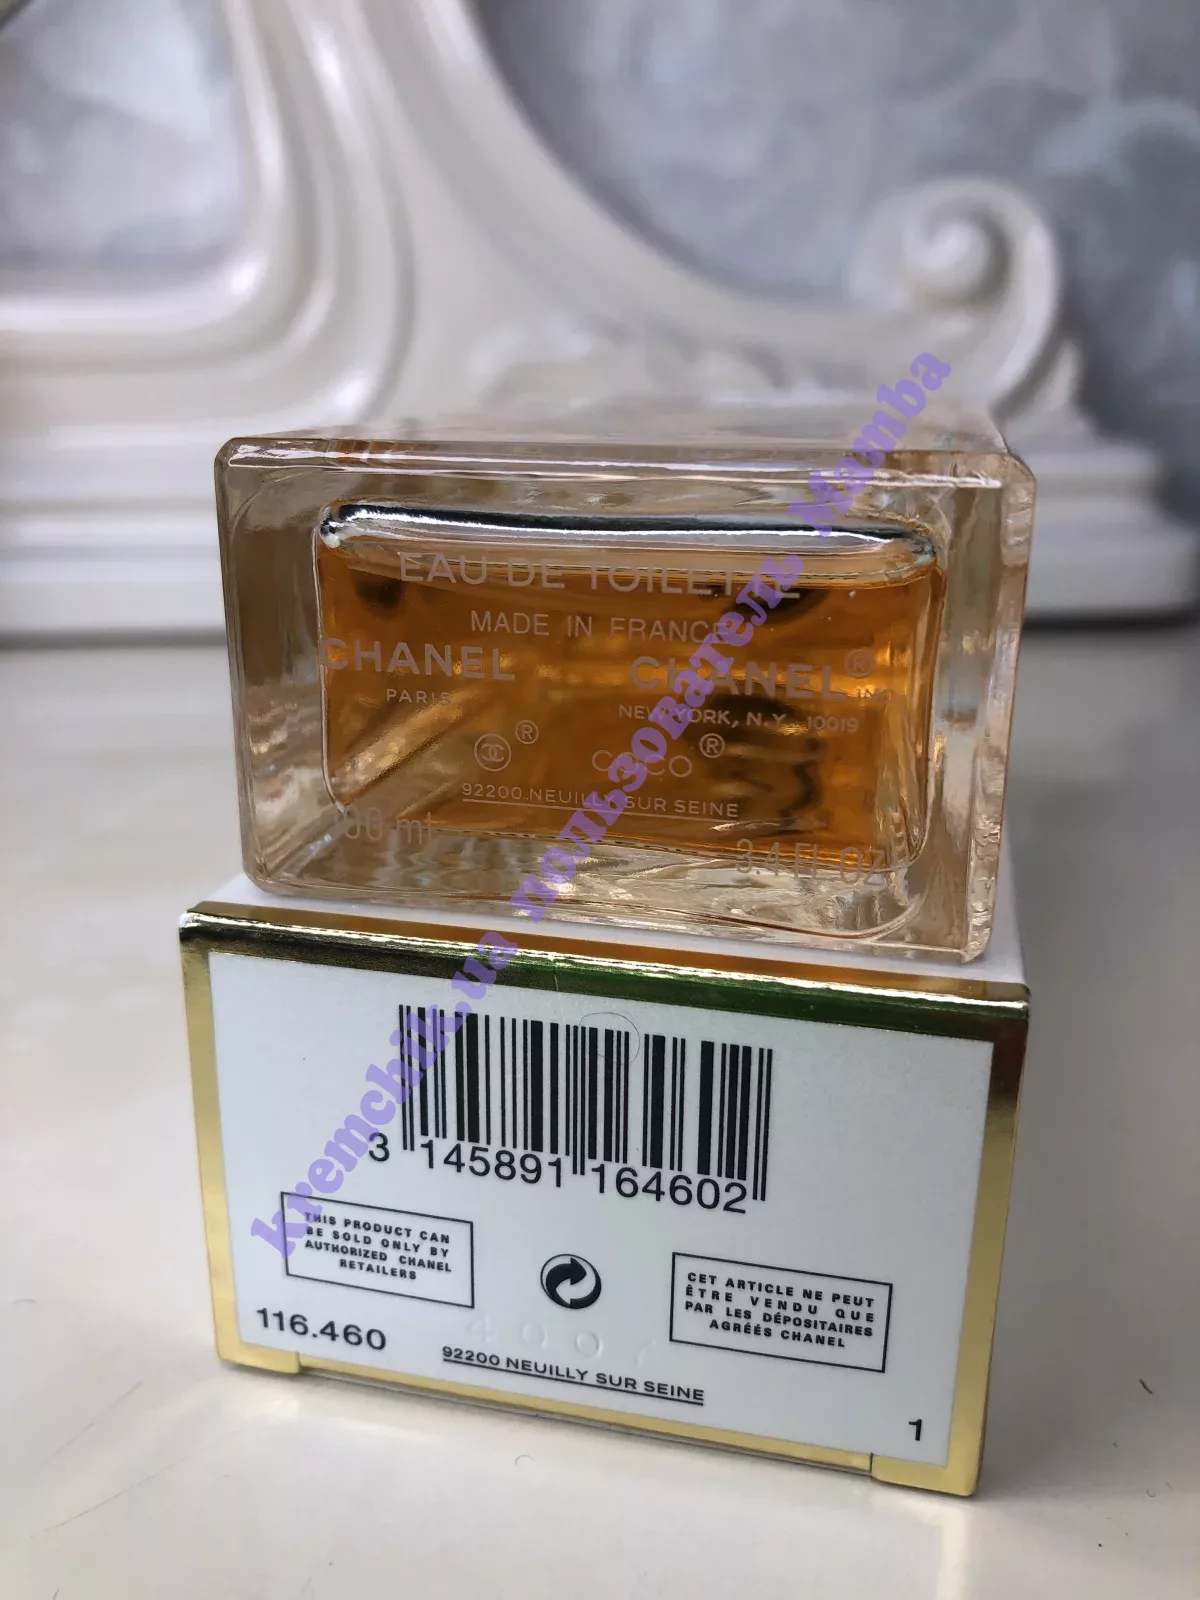 EAU DE TOILETTE
MADE IN FRANCE
CHANEL CHANEL® INC.
PARIS NEW YORK, N.Y. 10019
® COCO®
92200 NEUILLY SUR SEINE
100 ml 3.4 Fl OZ
kremchik.ua пользователь Mamba
3 145891 164602
THIS PRODUCT CAN
BE SOLD ONLY BY
AUTHORIZED CHANEL
RETAILERS
CET ARTICLE NE PEUT
ÊTRE VENDU QUE
PAR LES DÉPOSITAIRES
AGRÉÉS CHANEL
116.460
92200 NEUILLY SUR SEINE
1